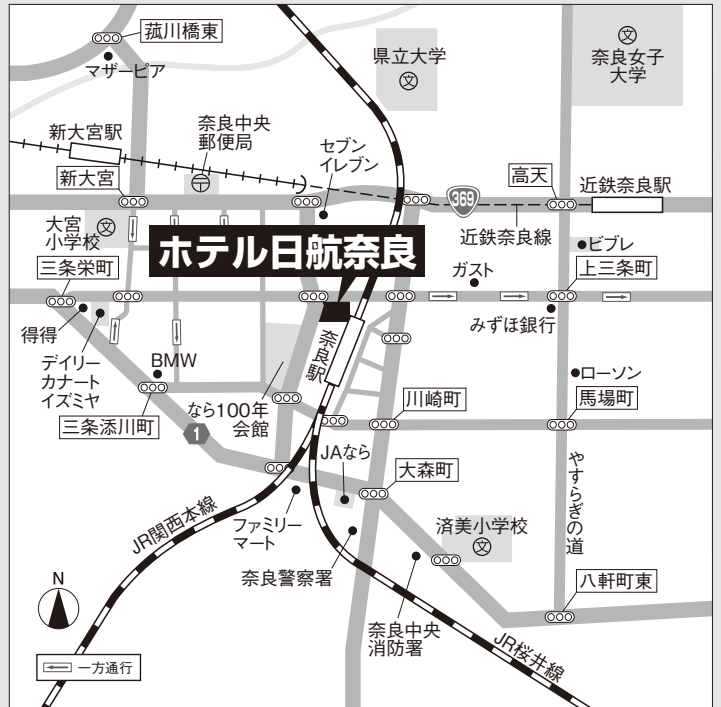 菰川橋東
マザーピア
県立大学
文
文
奈良女子
大学
新大宮駅
奈良中央
郵便局
〒
セブン
イレブン
新大宮
369
高天
近鉄奈良駅
大宮
小学校
文
近鉄奈良線
ビブレ
ホテル日航奈良
三条栄町
ガスト
上三条町
得得
みずほ銀行
デイリー
カナート
イズミヤ
BMW
奈良駅
ローソン
なら100年
会館
川崎町
馬場町
三条添川町
1
JAなら
大森町
やすらぎの道
JR関西本線
ファミリー
マート
済美小学校
文
奈良警察署
八軒町東
N
奈良中央
消防署
JR桜井線
一方通行